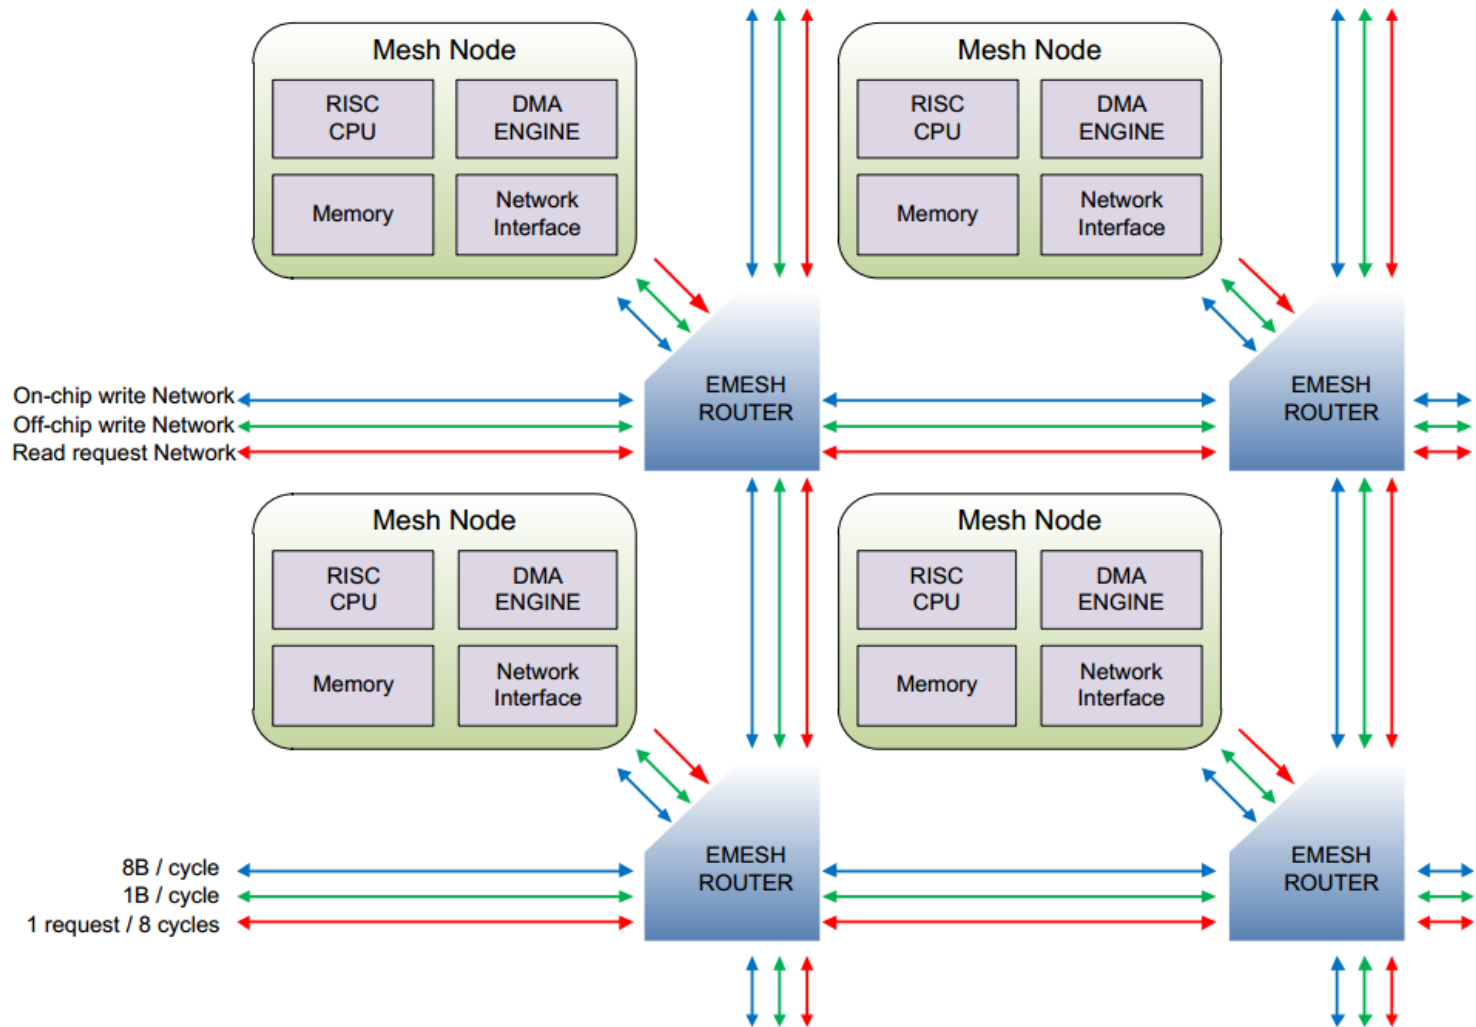 Mesh Node
RISC
CPU
DMA
ENGINE
Memory
Network
Interface
Mesh Node
RISC
CPU
DMA
ENGINE
Memory
Network
Interface
On-chip write Network
Off-chip write Network
Read request Network
EMESH
ROUTER
EMESH
ROUTER
Mesh Node
RISC
CPU
DMA
ENGINE
Memory
Network
Interface
Mesh Node
RISC
CPU
DMA
ENGINE
Memory
Network
Interface
8B / cycle
1B / cycle
1 request / 8 cycles
EMESH
ROUTER
EMESH
ROUTER